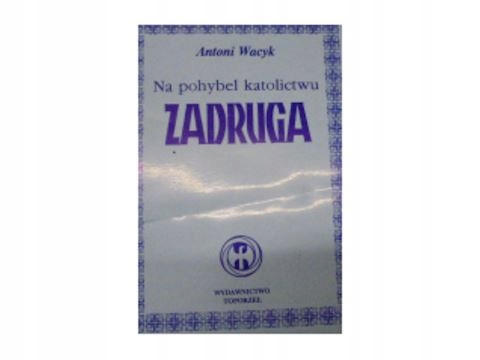 Antoni Wacyk
Na pohybel katolictwu
ZADRUGA
WYDAWNICTWO
TOPORZEŁ